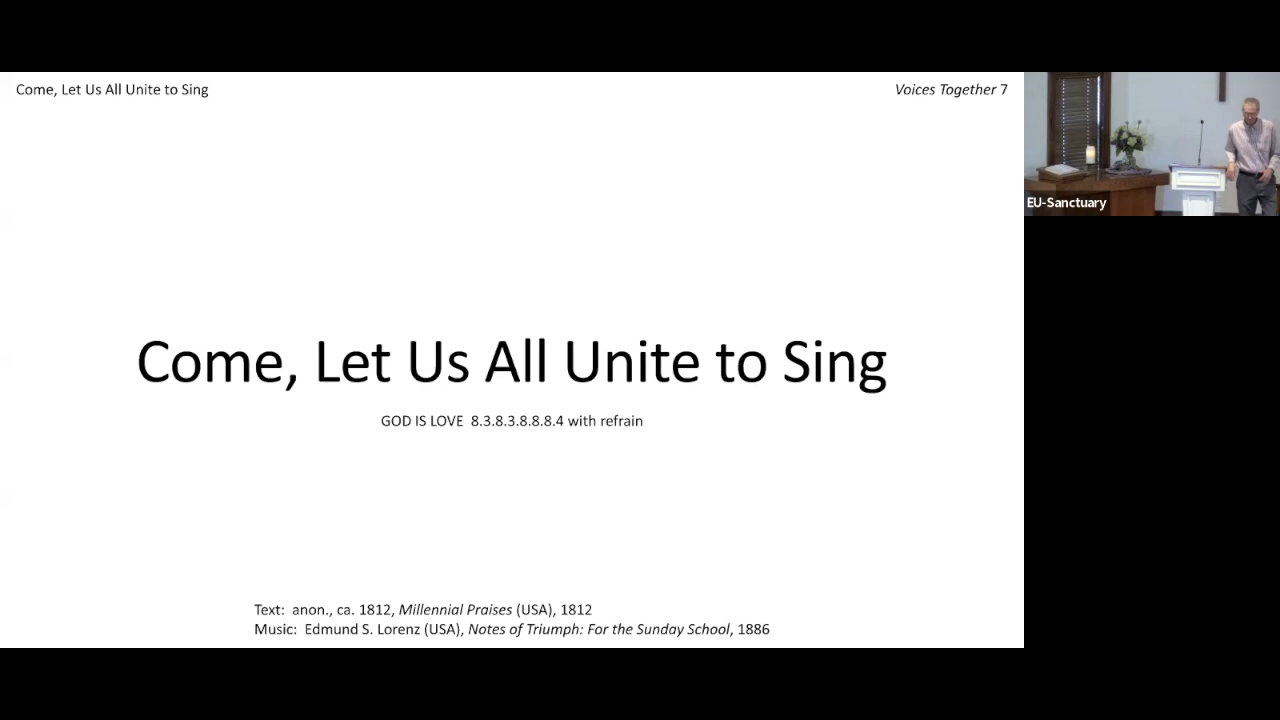 Come, Let Us All Unite to Sing
Voices Together 7
EU-Sanctuary
Come, Let Us All Unite to Sing
GOD IS LOVE 8.3.8.3.8.8.8.4 with refrain
Text: anon., ca. 1812, Millennial Praises (USA), 1812
Music: Edmund S. Lorenz (USA), Notes of Triumph: For the Sunday School, 1886